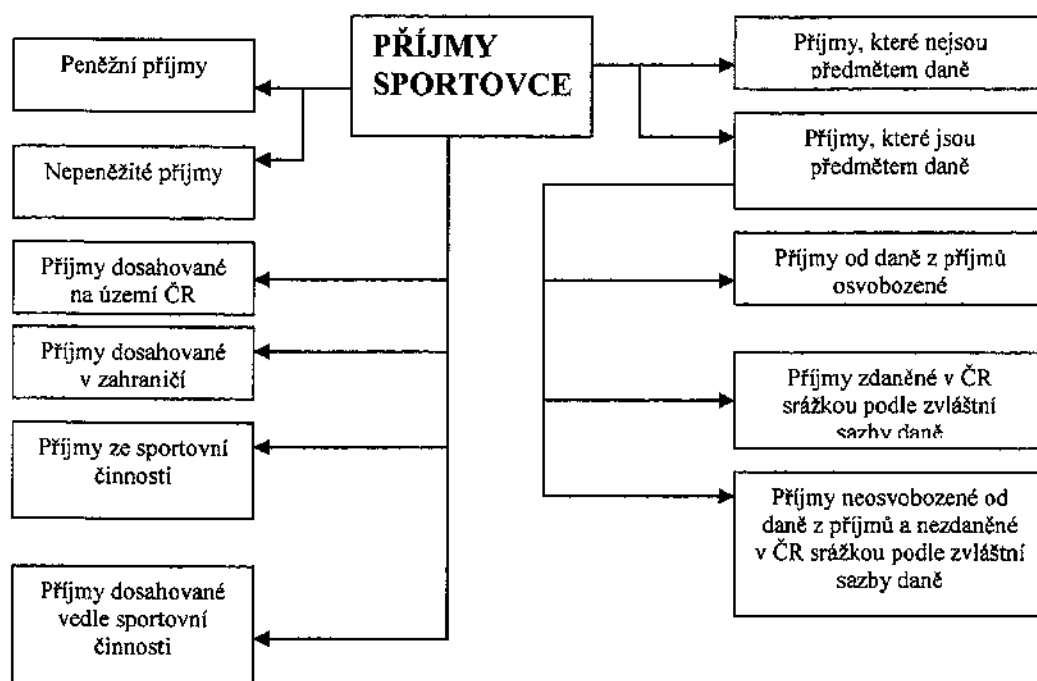 PŘÍJMY
SPORTOVCE
Peněžní příjmy
Nepeněžité příjmy
Příjmy dosahované
na území ČR
Příjmy dosahované
v zahraničí
Příjmy ze sportovní
činnosti
Příjmy dosahované
vedle sportovní
činnosti
Příjmy, které nejsou
předmětem daně
Příjmy, které jsou
předmětem daně
Příjmy od daně z příjmů
osvobozené
Příjmy zdaněné v ČR
srážkou podle zvláštní
sazby daně
Příjmy neosvobozené od
daně z příjmů a nezdaněné
v ČR srážkou podle zvláštní
sazby daně